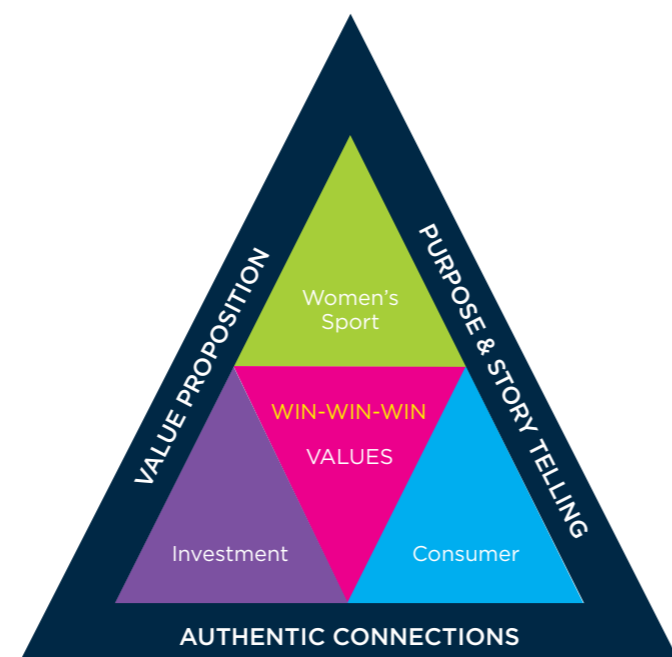 VALUE PROPOSITION
PURPOSE & STORY TELLING
Women's
Sport
WIN-WIN-WIN
VALUES
Investment
Consumer
AUTHENTIC CONNECTIONS